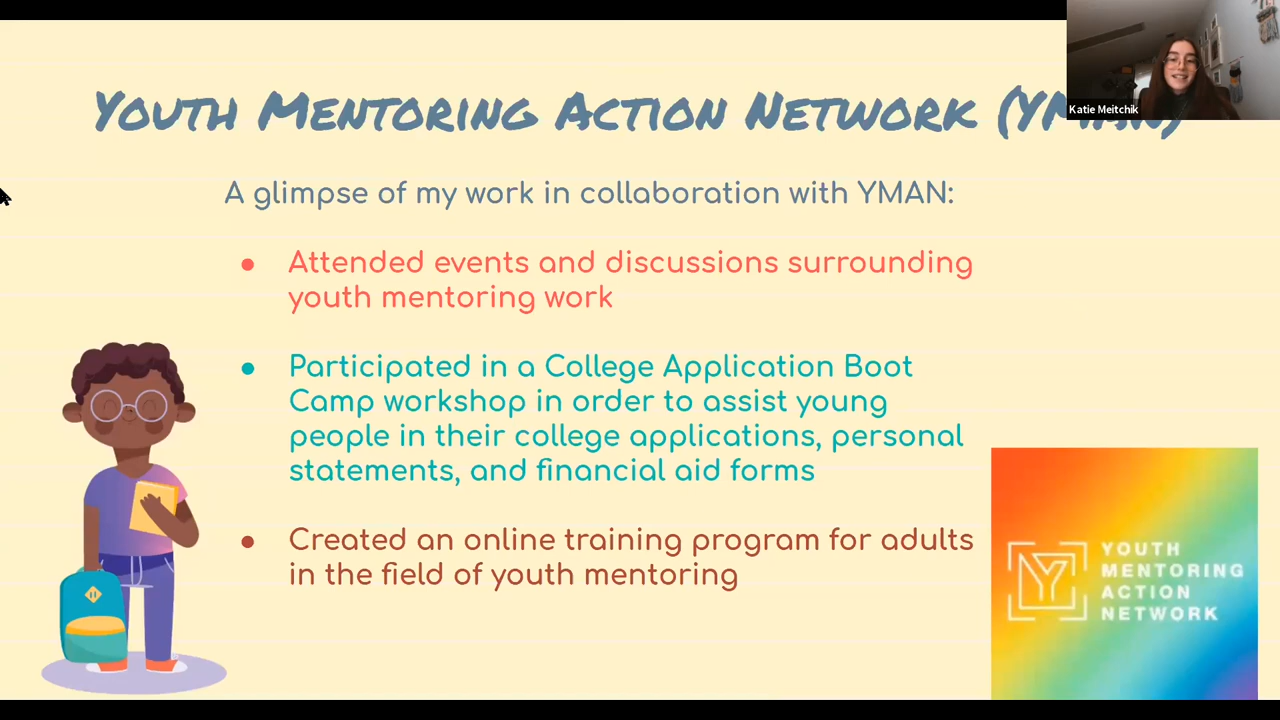 YOUTH MENTORING ACTION NETWORK (YMAN)
Katie Meitchik
A glimpse of my work in collaboration with YMAN:
● Attended events and discussions surrounding
youth mentoring work
● Participated in a College Application Boot
Camp workshop in order to assist young
people in their college applications, personal
statements, and financial aid forms
● Created an online training program for adults
in the field of youth mentoring
YOUTH
MENTORING
ACTION
NETWORK